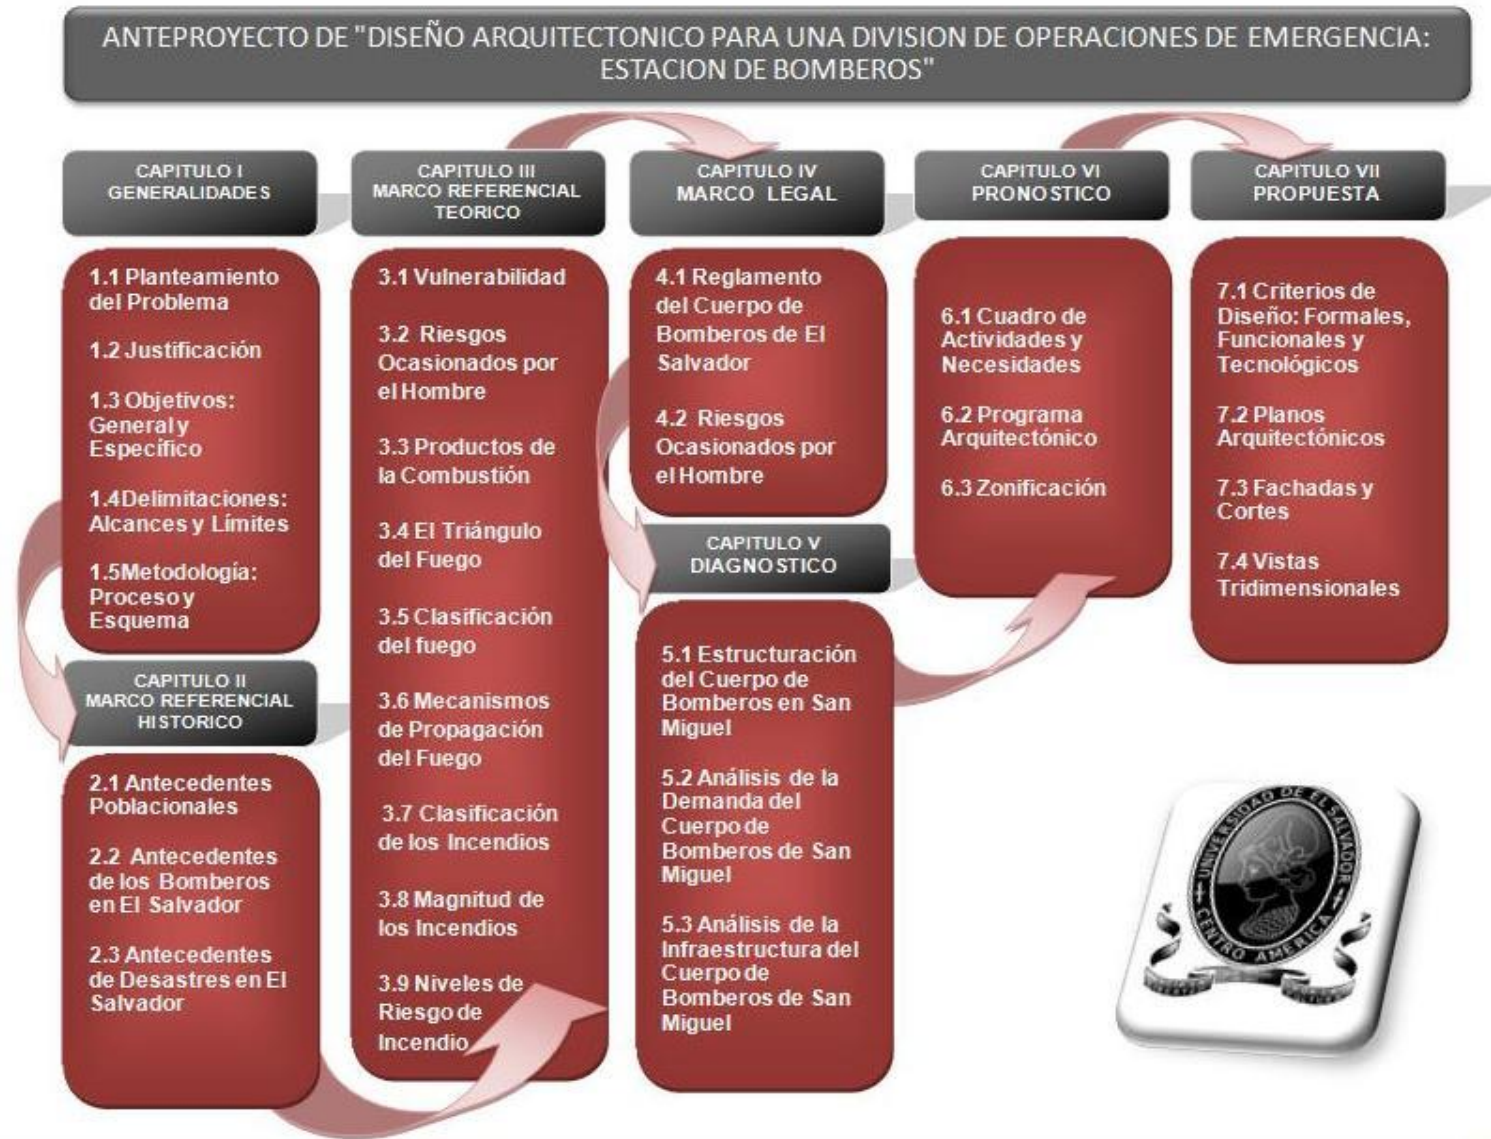 ANTEPROYECTO DE "DISEÑO ARQUITECTONICO PARA UNA DIVISION DE OPERACIONES DE EMERGENCIA:
ESTACION DE BOMBEROS"
CAPITULO I
GENERALIDADES
1.1 Planteamiento
del Problema
1.2 Justificación
1.3 Objetivos:
General y
Específico
1.4 Delimitaciones:
Alcances y Límites
1.5 Metodología:
Proceso y
Esquema
CAPITULO II
MARCO REFERENCIAL
HISTORICO
2.1 Antecedentes
Poblacionales
2.2 Antecedentes
de los Bomberos
en El Salvador
2.3 Antecedentes
de Desastres en El
Salvador
CAPITULO III
MARCO REFERENCIAL
TEORICO
3.1 Vulnerabilidad
3.2 Riesgos
Ocasionados por
el Hombre
3.3 Productos de
la Combustión
3.4 El Triángulo
del Fuego
3.5 Clasificación
del fuego
3.6 Mecanismos
de Propagación
del Fuego
3.7 Clasificación
de los Incendios
3.8 Magnitud de
los Incendios
3.9 Niveles de
Riesgo de
Incendio
CAPITULO IV
MARCO LEGAL
4.1 Reglamento
del Cuerpo de
Bomberos de El
Salvador
4.2 Riesgos
Ocasionados por
el Hombre
CAPITULO V
DIAGNOSTICO
5.1 Estructuración
del Cuerpo de
Bomberos en San
Miguel
5.2 Análisis de la
Demanda del
Cuerpo de
Bomberos de San
Miguel
5.3 Análisis de la
Infraestructura del
Cuerpo de
Bomberos de San
Miguel
CAPITULO VI
PRONOSTICO
6.1 Cuadro de
Actividades y
Necesidades
6.2 Programa
Arquitectónico
6.3 Zonificación
CAPITULO VII
PROPUESTA
7.1 Criterios de
Diseño: Formales,
Funcionales y
Tecnológicos
7.2 Planos
Arquitectónicos
7.3 Fachadas y
Cortes
7.4 Vistas
Tridimensionales
UNIVERSIDAD DE EL SALVADOR
CENTRO AMERICA